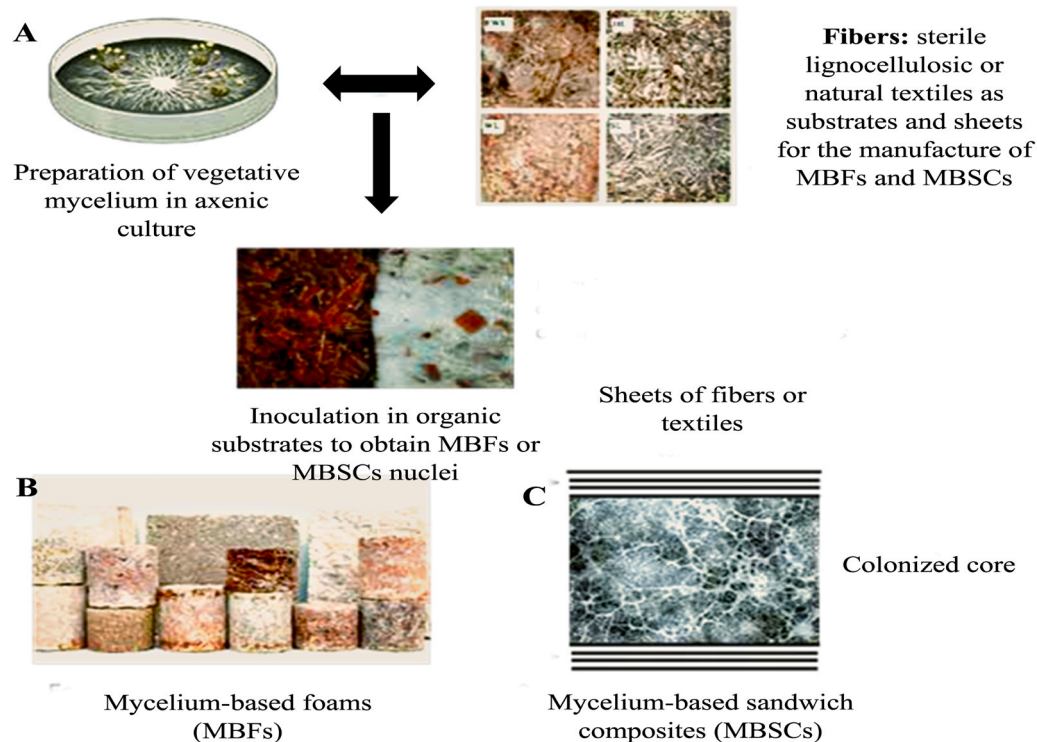 A
Preparation of vegetative
mycelium in axenic
culture
Fibers: sterile
lignocellulosic or
natural textiles as
substrates and sheets
for the manufacture of
MBFs and MBSCs
Inoculation in organic
substrates to obtain MBFs or
MBSCs nuclei
Sheets of fibers or
textiles
B
C
Colonized core
Mycelium-based foams
(MBFs)
Mycelium-based sandwich
composites (MBSCs)